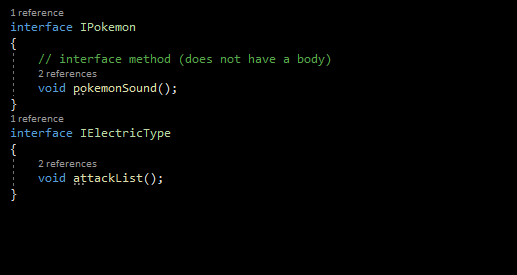 1 reference
interface IPokemon
{
// interface method (does not have a body)
2 references
void pokemonSound();
}
1 reference
interface IElectricType
{
2 references
void attackList();
}